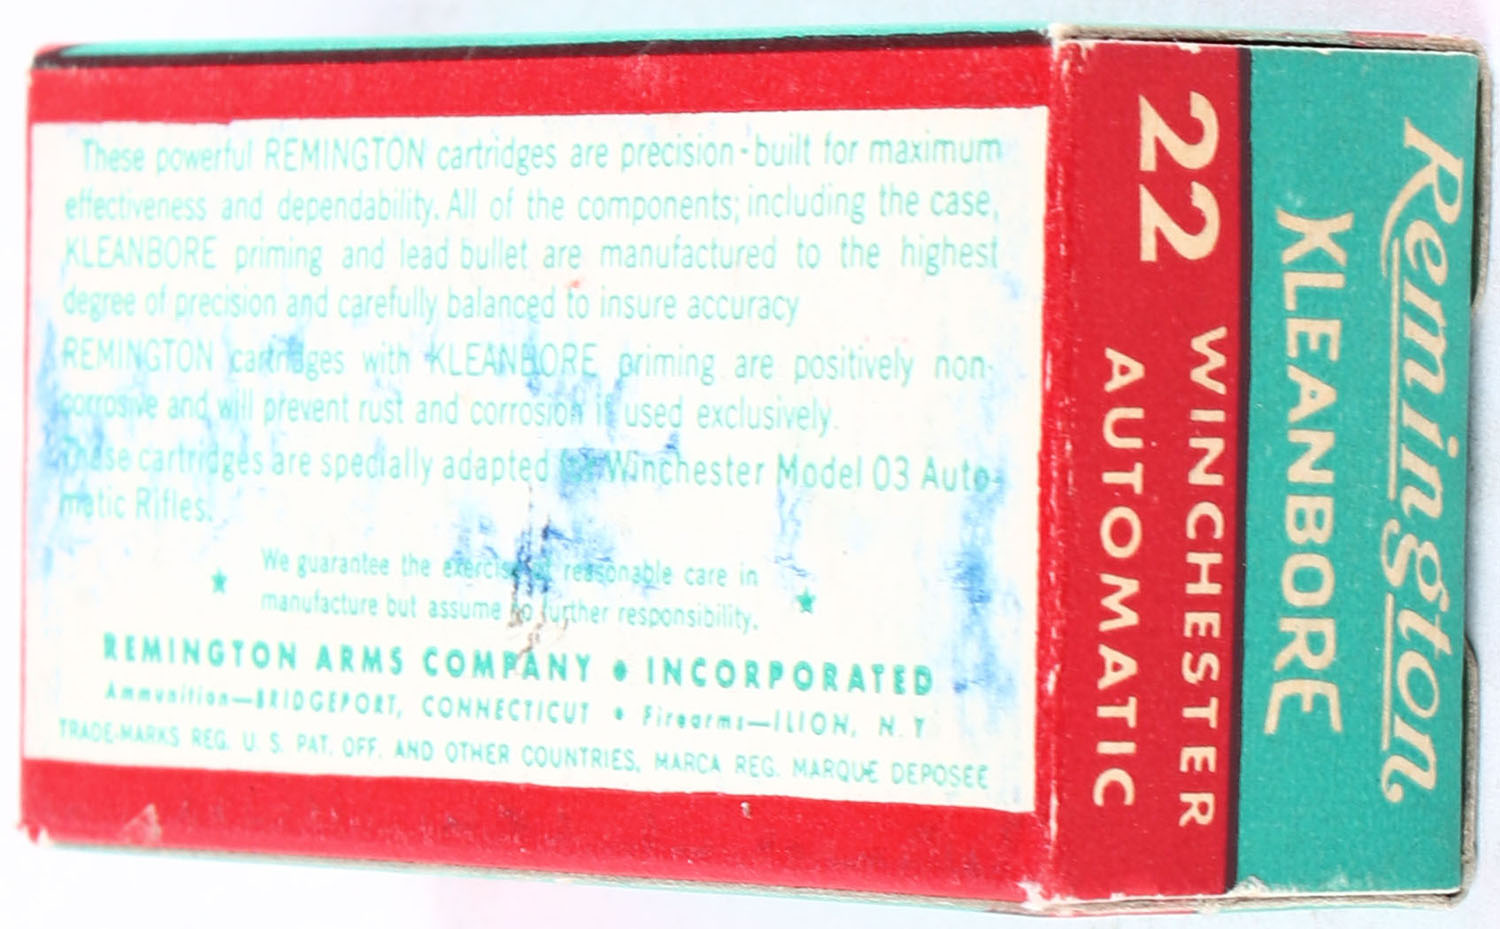 These powerful REMINGTON cartridges are precision-built for maximum
effectiveness and dependability. All of the components; including the case,
KLEANBORE priming and lead bullet are manufactured to the highest
degree of precision and carefully balanced to insure accuracy
REMINGTON cartridges with KLEANBORE priming are positively non-
corrosive and will prevent rust and corrosion if used exclusively.
These cartridges are specially adapted for Winchester Model 03 Auto-
matic Rifles.
We guarantee the exercise of reasonable care in
manufacture but assume no further responsibility.
REMINGTON ARMS COMPANY • INCORPORATED
Ammunition—BRIDGEPORT, CONNECTICUT • Firearms—ILION, N.Y.
TRADE-MARKS REG. U. S. PAT. OFF. AND OTHER COUNTRIES, MARCA REG. MARQUE DEPOSEE
Remington
KLEANBORE
22 WINCHESTER
AUTOMATIC